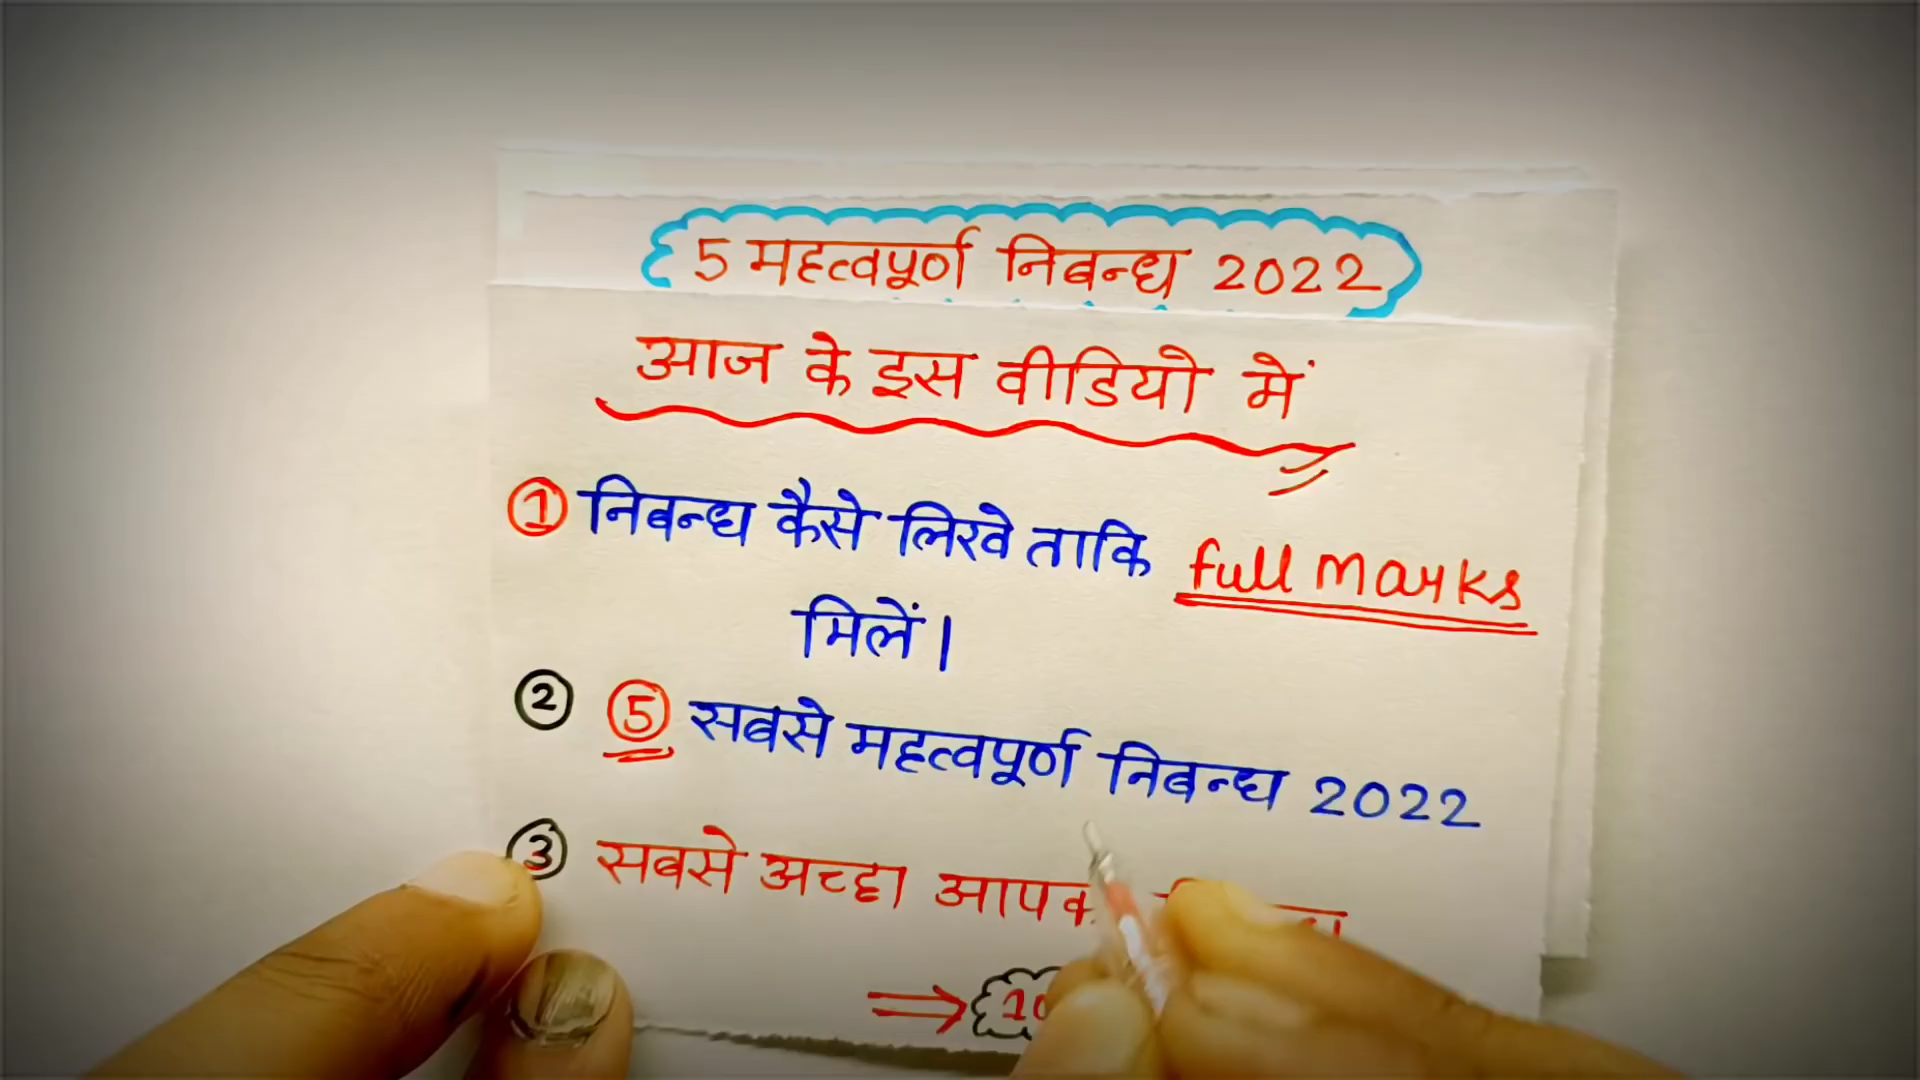 5 महत्वपूर्ण निबन्ध 2022
आज के इस वीडियो में
① निबन्ध कैसे लिखे ताकि full Marks
मिलें।
② ⑤ सबसे महत्वपूर्ण निबन्ध 2022
③ सबसे अच्छा
⇒